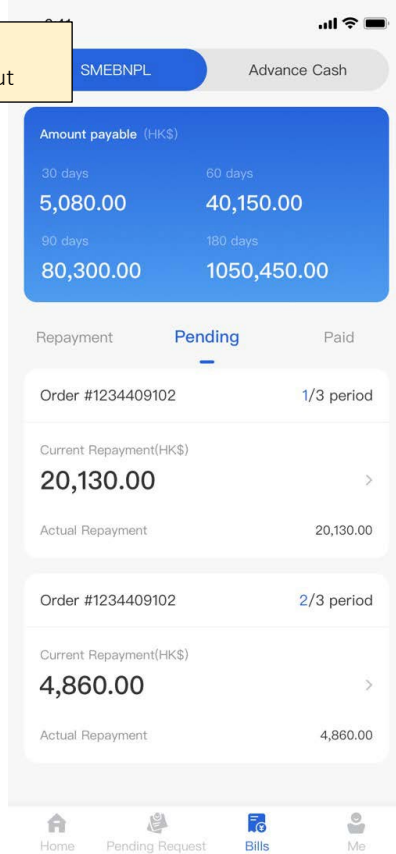 SMEBNPL Advance Cash
Amount payable (HK$)
30 days 60 days
5,080.00 40,150.00
90 days 180 days
80,300.00 1050,450.00
Repayment Pending Paid
Order #1234409102 1/3 period
Current Repayment(HK$)
20,130.00
Actual Repayment 20,130.00
Order #1234409102 2/3 period
Current Repayment(HK$)
4,860.00
Actual Repayment 4,860.00
Home Pending Request Bills Me